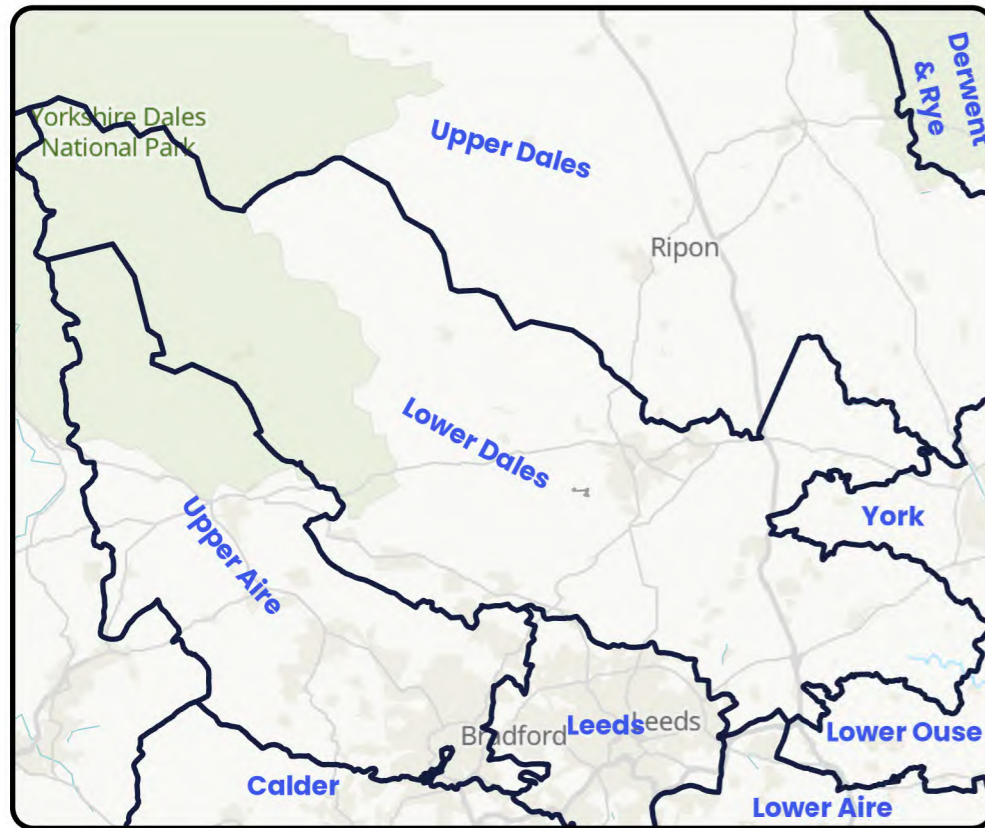 Derwent
& Rye
Yorkshire Dales
National Park
Upper Dales
Ripon
Lower Dales
York
Upper Aire
Bradford
Leeds
Leeds
Lower Ouse
Calder
Lower Aire